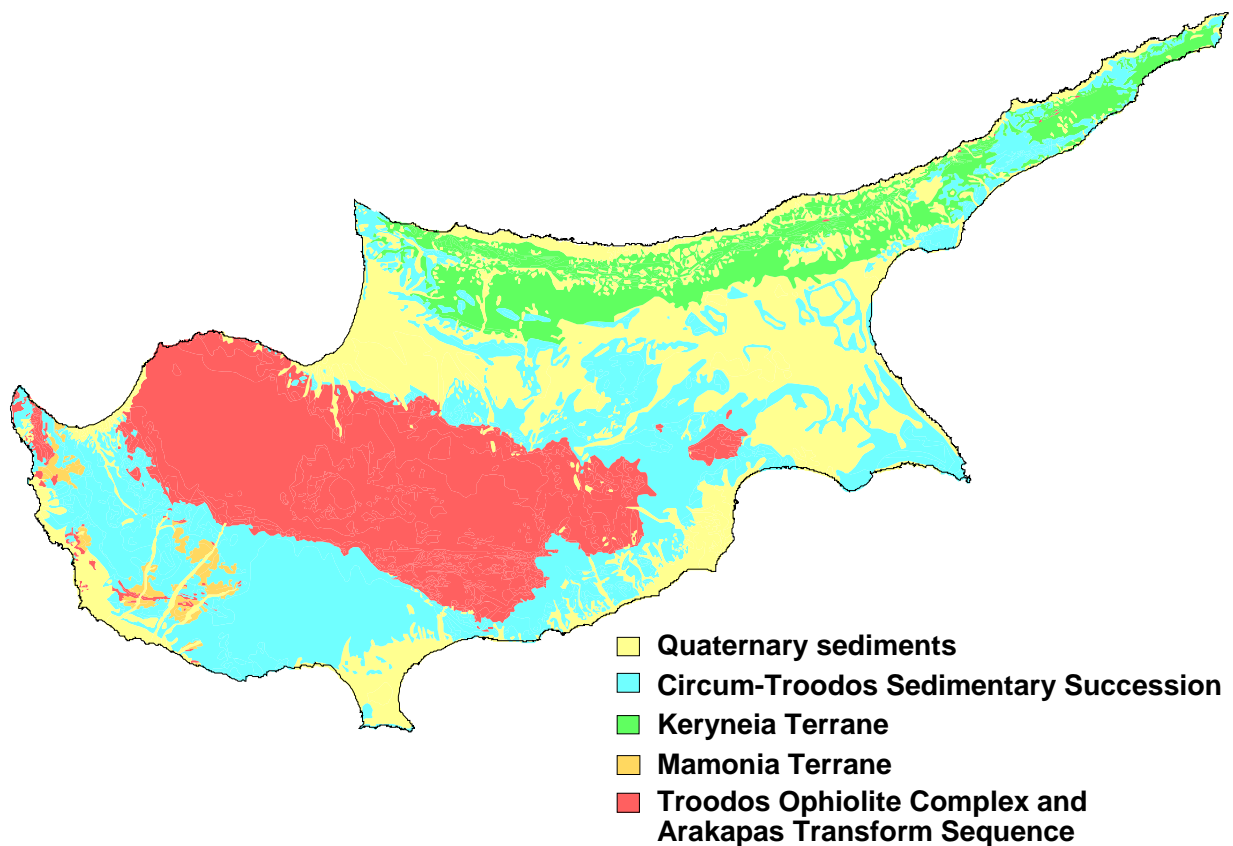 Quaternary sediments
Circum-Troodos Sedimentary Succession
Keryneia Terrane
Mamonia Terrane
Troodos Ophiolite Complex and
Arakapas Transform Sequence